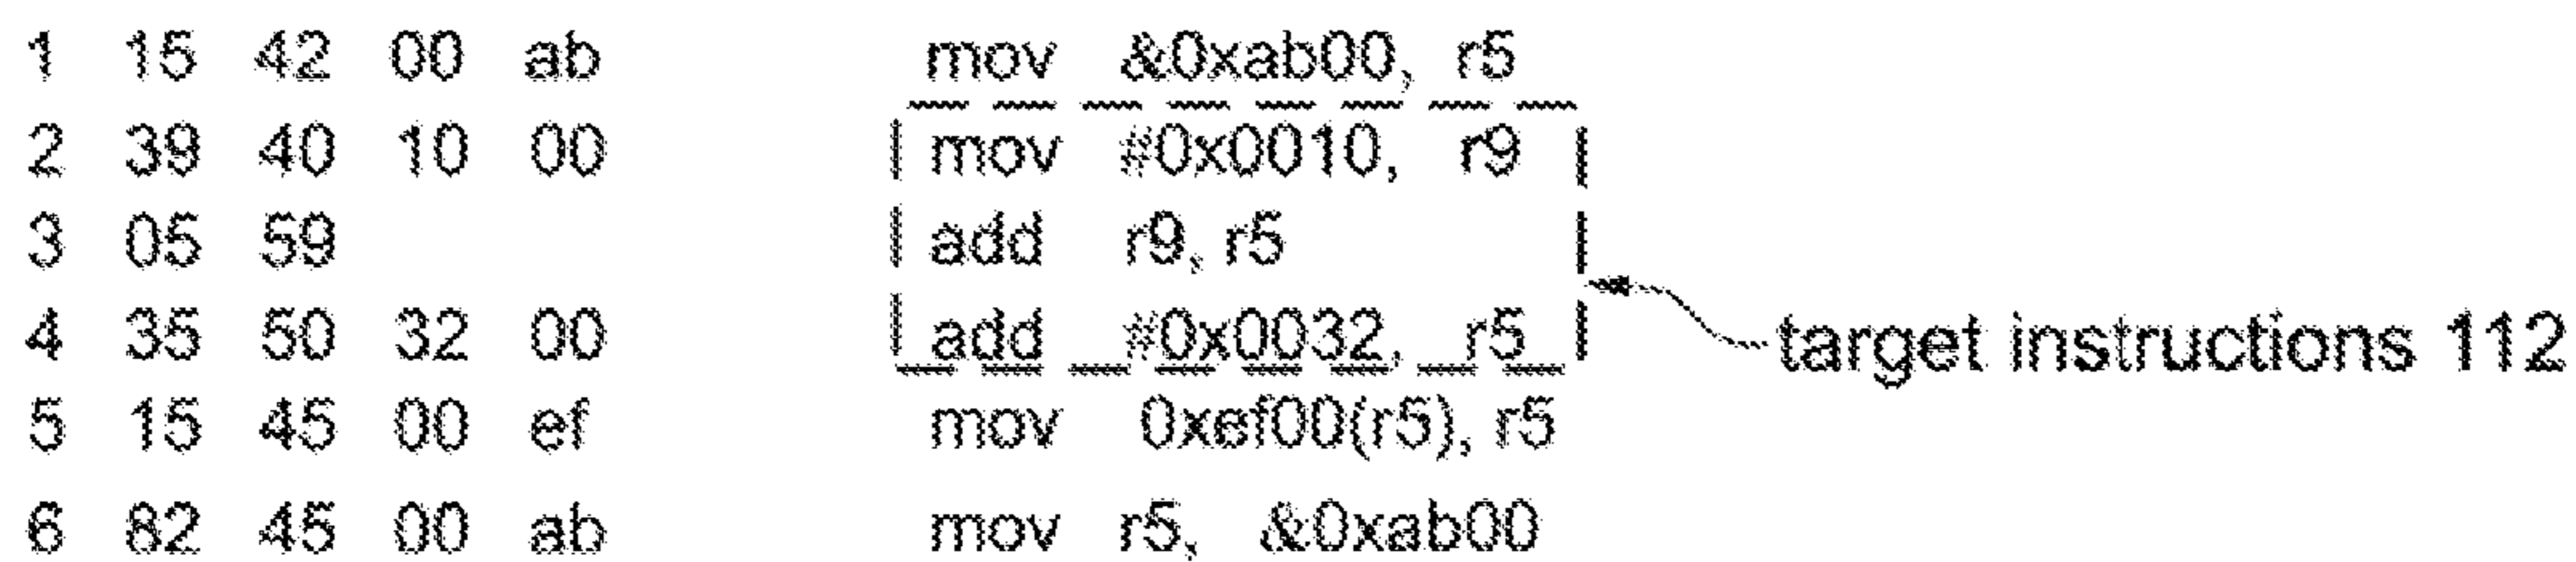 1 15 42 00 ab mov &0xab00, r5
2 39 40 10 00 mov #0x0010, r9
3 05 59 add r9, r5
4 35 50 32 00 add #0x0032, r5
target instructions 112
5 15 45 00 ef mov 0xef00(r5), r5
6 82 45 00 ab mov r5, &0xab00